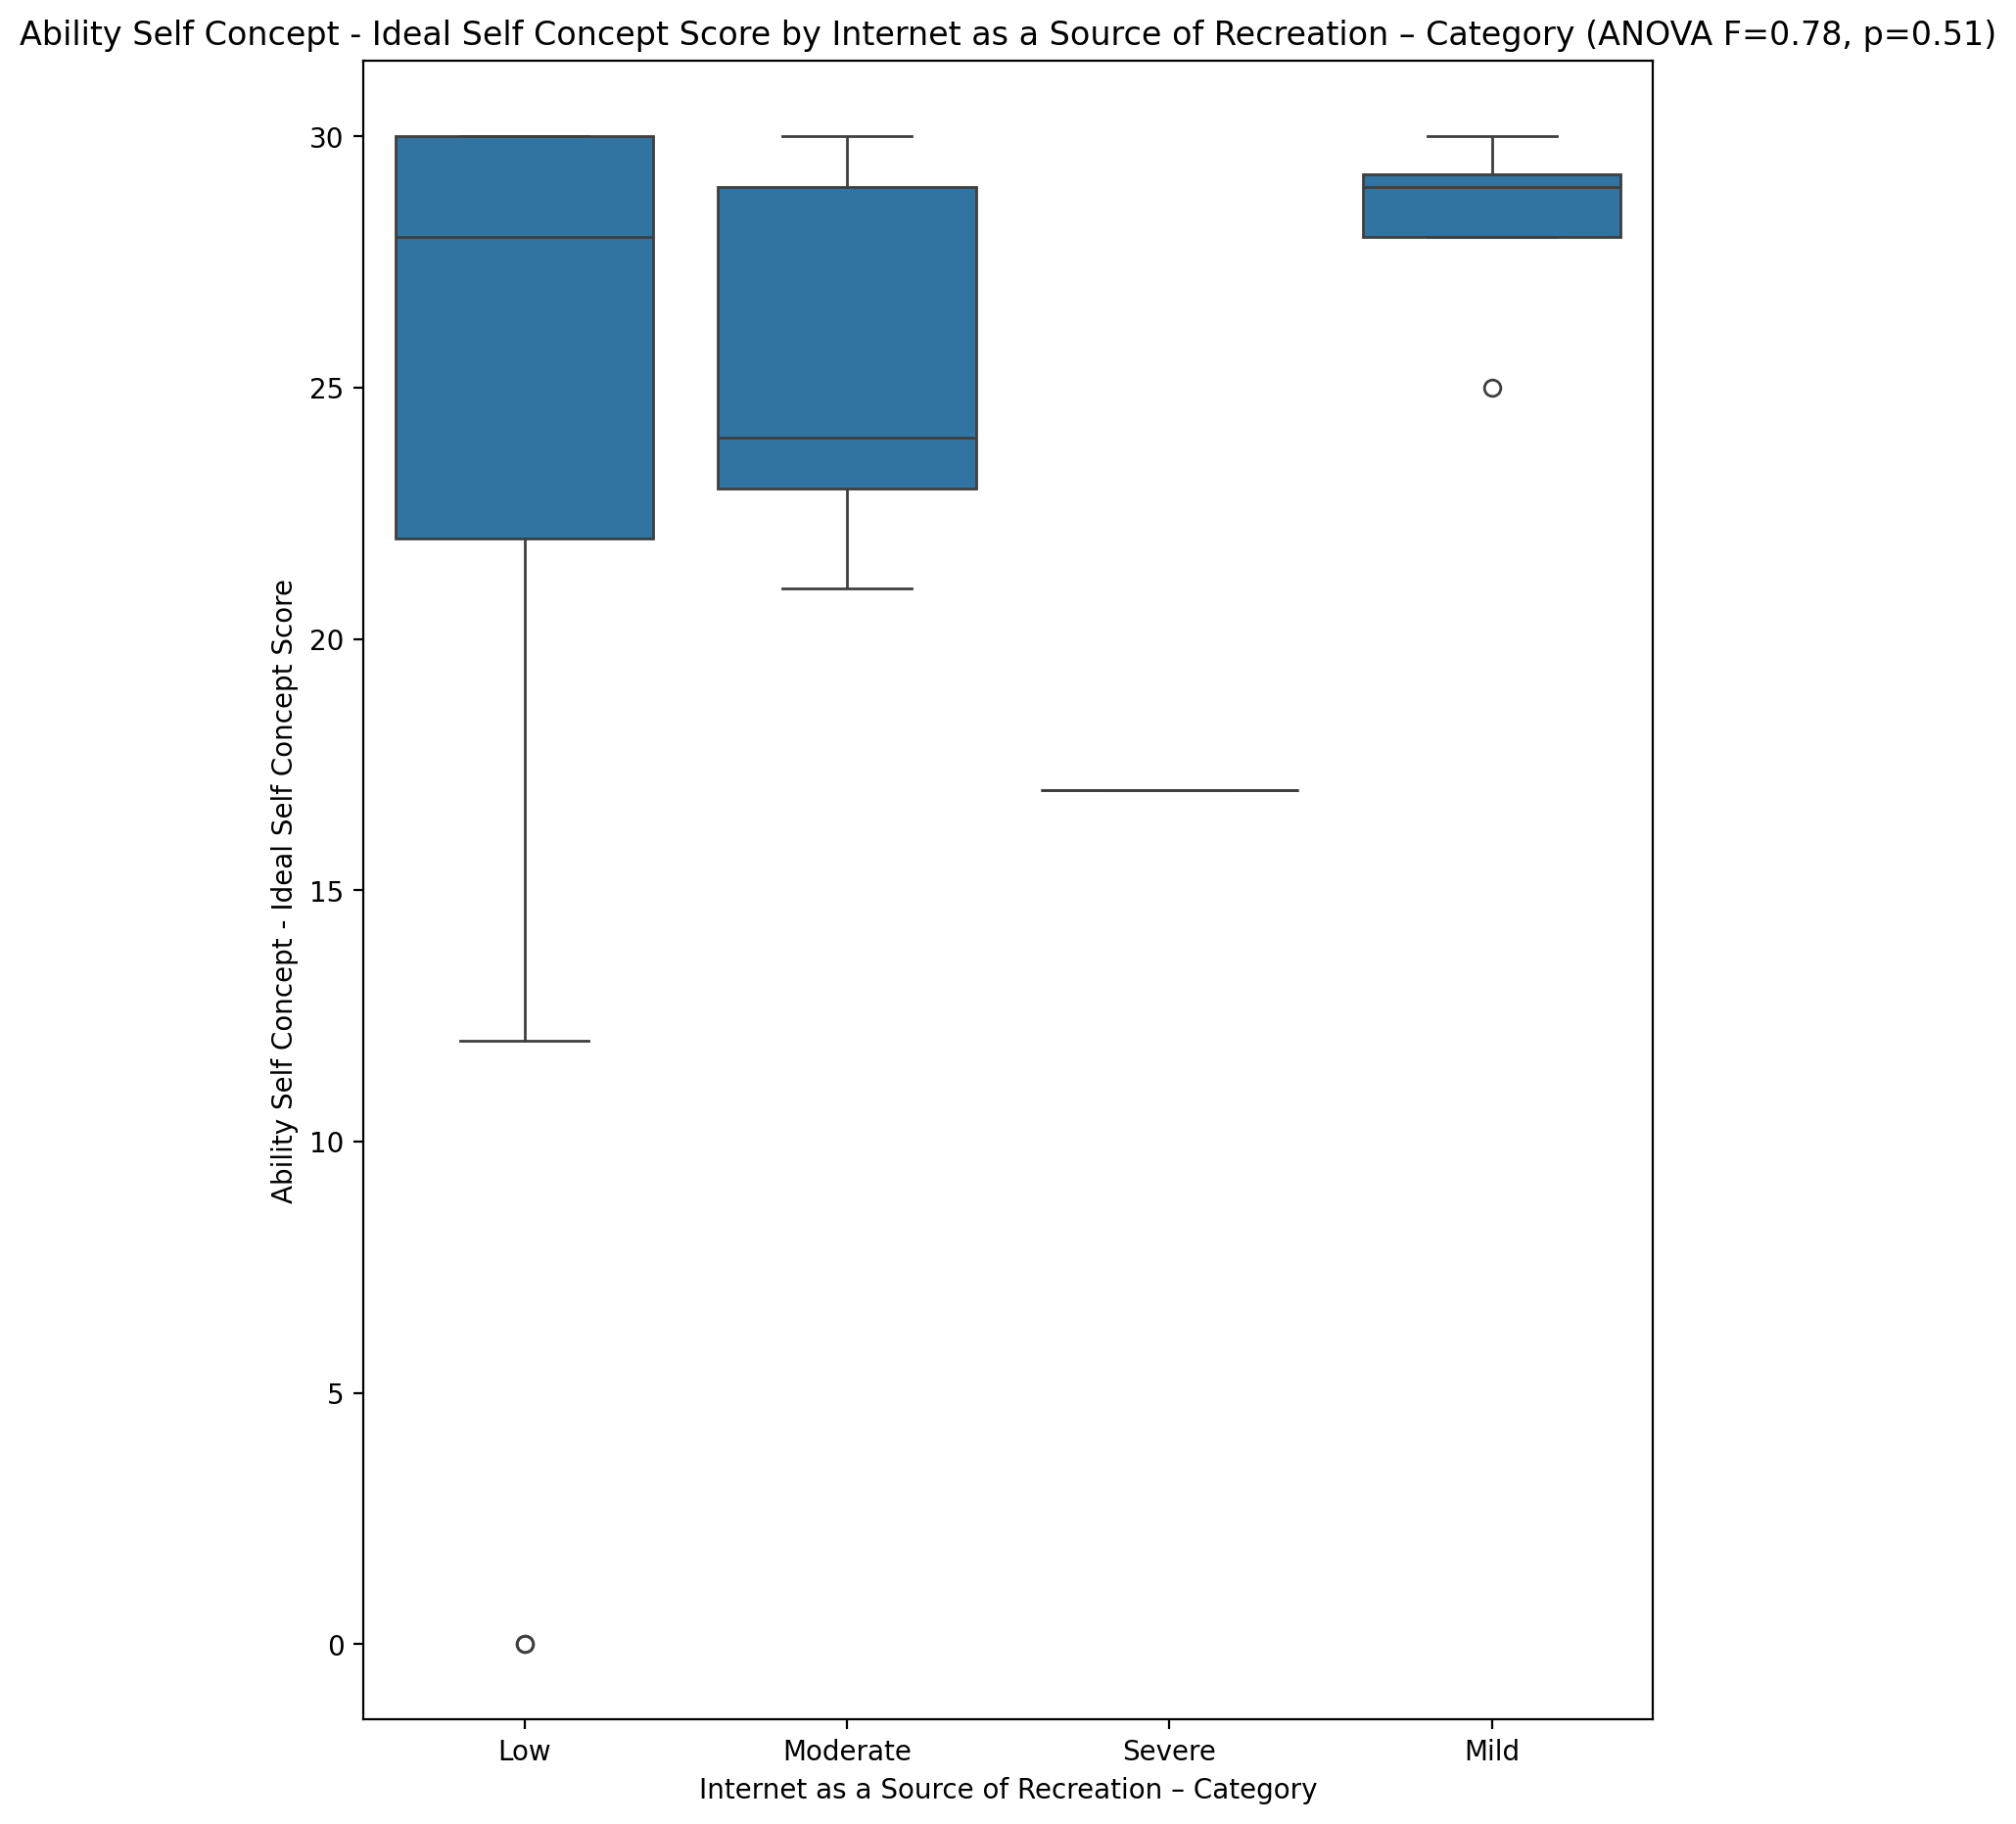 Ability Self Concept - Ideal Self Concept Score by Internet as a Source of Recreation – Category (ANOVA F=0.78, p=0.51)
Ability Self Concept - Ideal Self Concept Score
30
25
20
15
10
5
0
Low Moderate Severe Mild
Internet as a Source of Recreation – Category